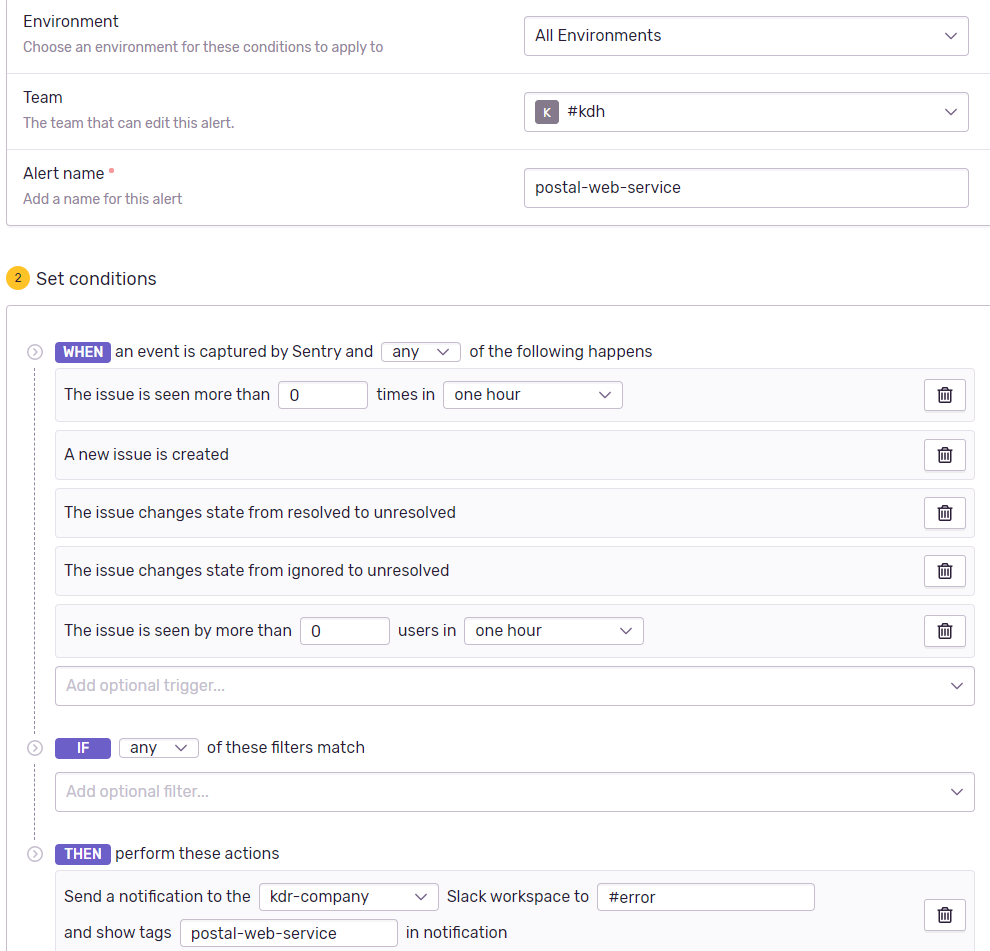 Environment
Choose an environment for these conditions to apply to
All Environments
Team
The team that can edit this alert.
K #kdh
Alert name *
Add a name for this alert
postal-web-service
2 Set conditions
WHEN an event is captured by Sentry and any of the following happens
The issue is seen more than 0 times in one hour
A new issue is created
The issue changes state from resolved to unresolved
The issue changes state from ignored to unresolved
The issue is seen by more than 0 users in one hour
Add optional trigger...
IF any of these filters match
Add optional filter...
THEN perform these actions
Send a notification to the kdr-company Slack workspace to #error
and show tags postal-web-service in notification